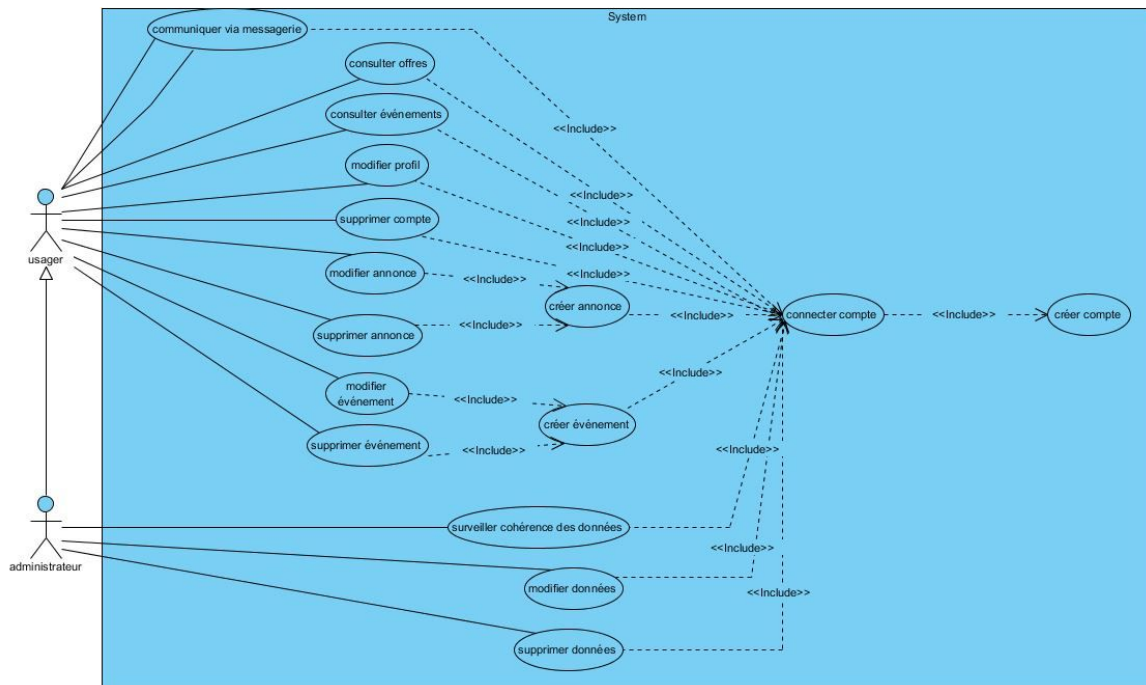 System
communiquer via messagerie
consulter offres
consulter événements
<<Include>>
modifier profil
<<Include>>
supprimer compte
<<Include>>
<<Include>>
usager
modifier annonce
<<Include>>
<<Include>>
créer annonce
<<Include>>
connecter compte
<<Include>>
créer compte
supprimer annonce
<<Include>>
<<Include>>
modifier
événement
<<Include>>
créer événement
supprimer événement
<<Include>>
<<Include>>
surveiller cohérence des données
<<Include>>
administrateur
modifier données
<<Include>>
supprimer données